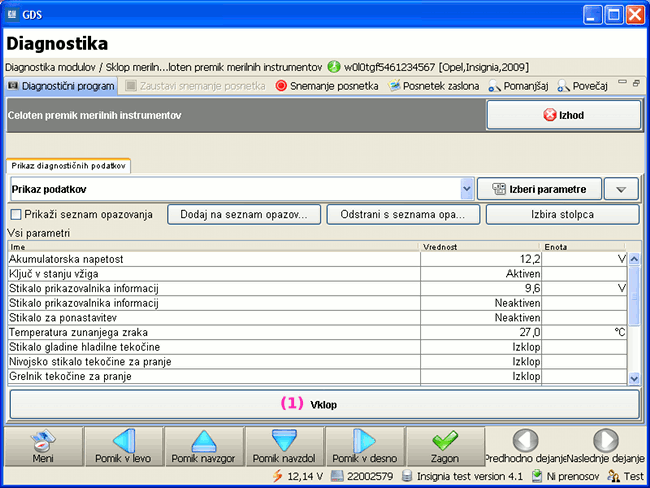 GDS
Diagnostika
Diagnostika modulov / Sklop meriln...loten premik merilnih instrumentov w0l0tgf5461234567 [Opel,Insignia,2009]
Diagnostični program Zaustavi snemanje posnetka Snemanje posnetka Posnetek zaslona Pomanjšaj Povečaj
Celoten premik merilnih instrumentov Izhod
Prikaz diagnostičnih podatkov
Prikaz podatkov Izberi parametre
Prikaži seznam opazovanja Dodaj na seznam opazov... Odstrani s seznama opa... Izbira stolpca
Vsi parametri
Ime Vrednost Enota
Akumulatorska napetost 12,2 V
Ključ v stanju vžiga Aktiven
Stikalo prikazovalnika informacij 9,6 V
Stikalo prikazovalnika informacij Neaktiven
Stikalo za ponastavitev Neaktiven
Temperatura zunanjega zraka 27,0 °C
Stikalo gladine hladilne tekočine Izklop
Nivojsko stikalo tekočine za pranje Izklop
Grelnik tekočine za pranje Izklop
(1) Vklop
Meni Pomik v levo Pomik navzgor Pomik navzdol Pomik v desno Zagon Predhodno dejanje Naslednje dejanje
12,14 V 22002579 Insignia test version 4.1 Ni prenosov Test